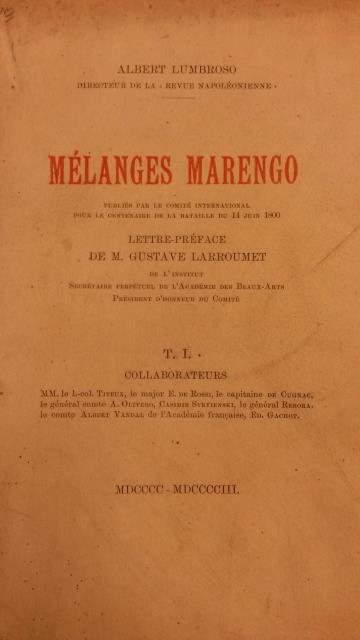 ALBERT LUMBROSO
DIRECTEUR DE LA « REVUE NAPOLÉONIENNE »
MÉLANGES MARENGO
PUBLIÉS PAR LE COMITÉ INTERNATIONAL
POUR LE CENTENAIRE DE LA BATAILLE DU 14 JUIN 1800
LETTRE-PRÉFACE
DE M. GUSTAVE LARROUMET
DE L'INSTITUT
SECRÉTAIRE PERPÉTUEL DE L'ACADÉMIE DES BEAUX-ARTS
PRÉSIDENT D'HONNEUR DU COMITÉ
T. I.
COLLABORATEURS
MM. le l.-col. TITEUX, le major E. DE ROSSI, le capitaine DE CUGNAC,
le général comte A. OLIVERO, CASIMIR STRYIENSKI, le général REBORA,
le comte ALBERT VANDAL de l'Académie française, ED. GACHOT.
MDCCCC - MDCCCCIII.